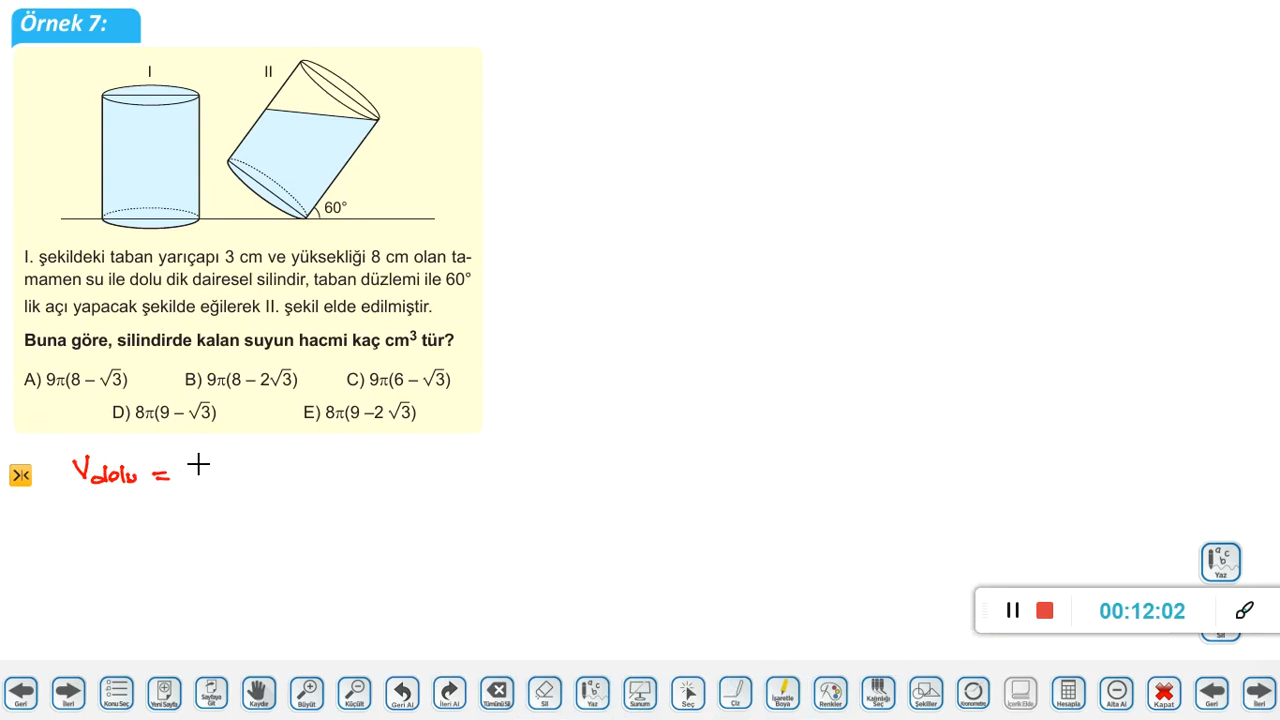 Örnek 7:
I
II
60°
I. şekildeki taban yarıçapı 3 cm ve yüksekliği 8 cm olan ta-
mamen su ile dolu dik dairesel silindir, taban düzlemi ile 60°
lik açı yapacak şekilde eğilerek II. şekil elde edilmiştir.
Buna göre, silindirde kalan suyun hacmi kaç cm³ tür?
A) 9π(8 – √3) B) 9π(8 – 2√3) C) 9π(6 – √3)
D) 8π(9 – √3) E) 8π(9 –2 √3)
Vdolu =
a b c
Yaz
00:12:02
Sil
Geri İleri Konu Seç Yeni Sayfa Sayfaya Git Kaydır Büyüt Küçült Geri Al İleri Al Tümünü Sil Sil Yaz Sunum Seç Çiz İşaretle Boya Renkler Kalınlığı Seç Şekiller Kronometre İçerik Ekle Hesapla Alta Al Kapat Geri İleri